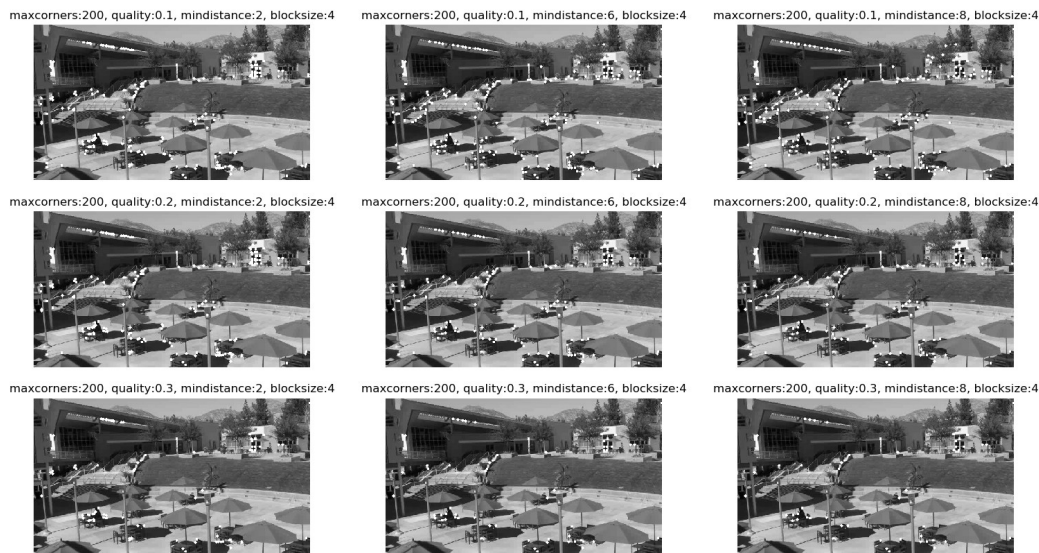 maxcorners:200, quality:0.1, mindistance:2, blocksize:4
maxcorners:200, quality:0.1, mindistance:6, blocksize:4
maxcorners:200, quality:0.1, mindistance:8, blocksize:4
maxcorners:200, quality:0.2, mindistance:2, blocksize:4
maxcorners:200, quality:0.2, mindistance:6, blocksize:4
maxcorners:200, quality:0.2, mindistance:8, blocksize:4
maxcorners:200, quality:0.3, mindistance:2, blocksize:4
maxcorners:200, quality:0.3, mindistance:6, blocksize:4
maxcorners:200, quality:0.3, mindistance:8, blocksize:4